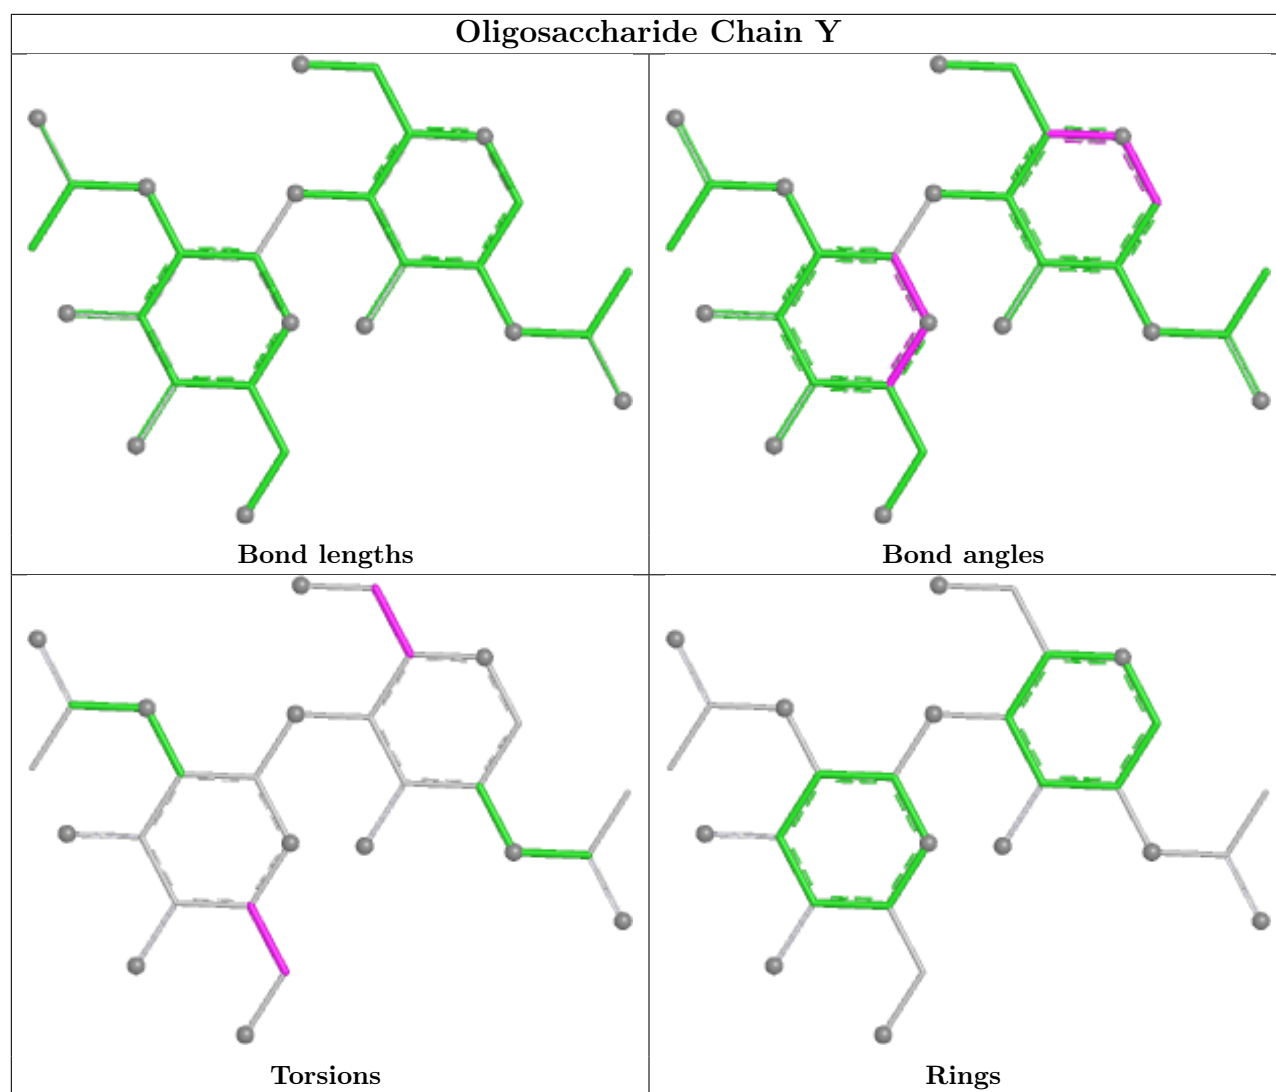 Oligosaccharide Chain Y
Bond lengths
Bond angles
Torsions
Rings